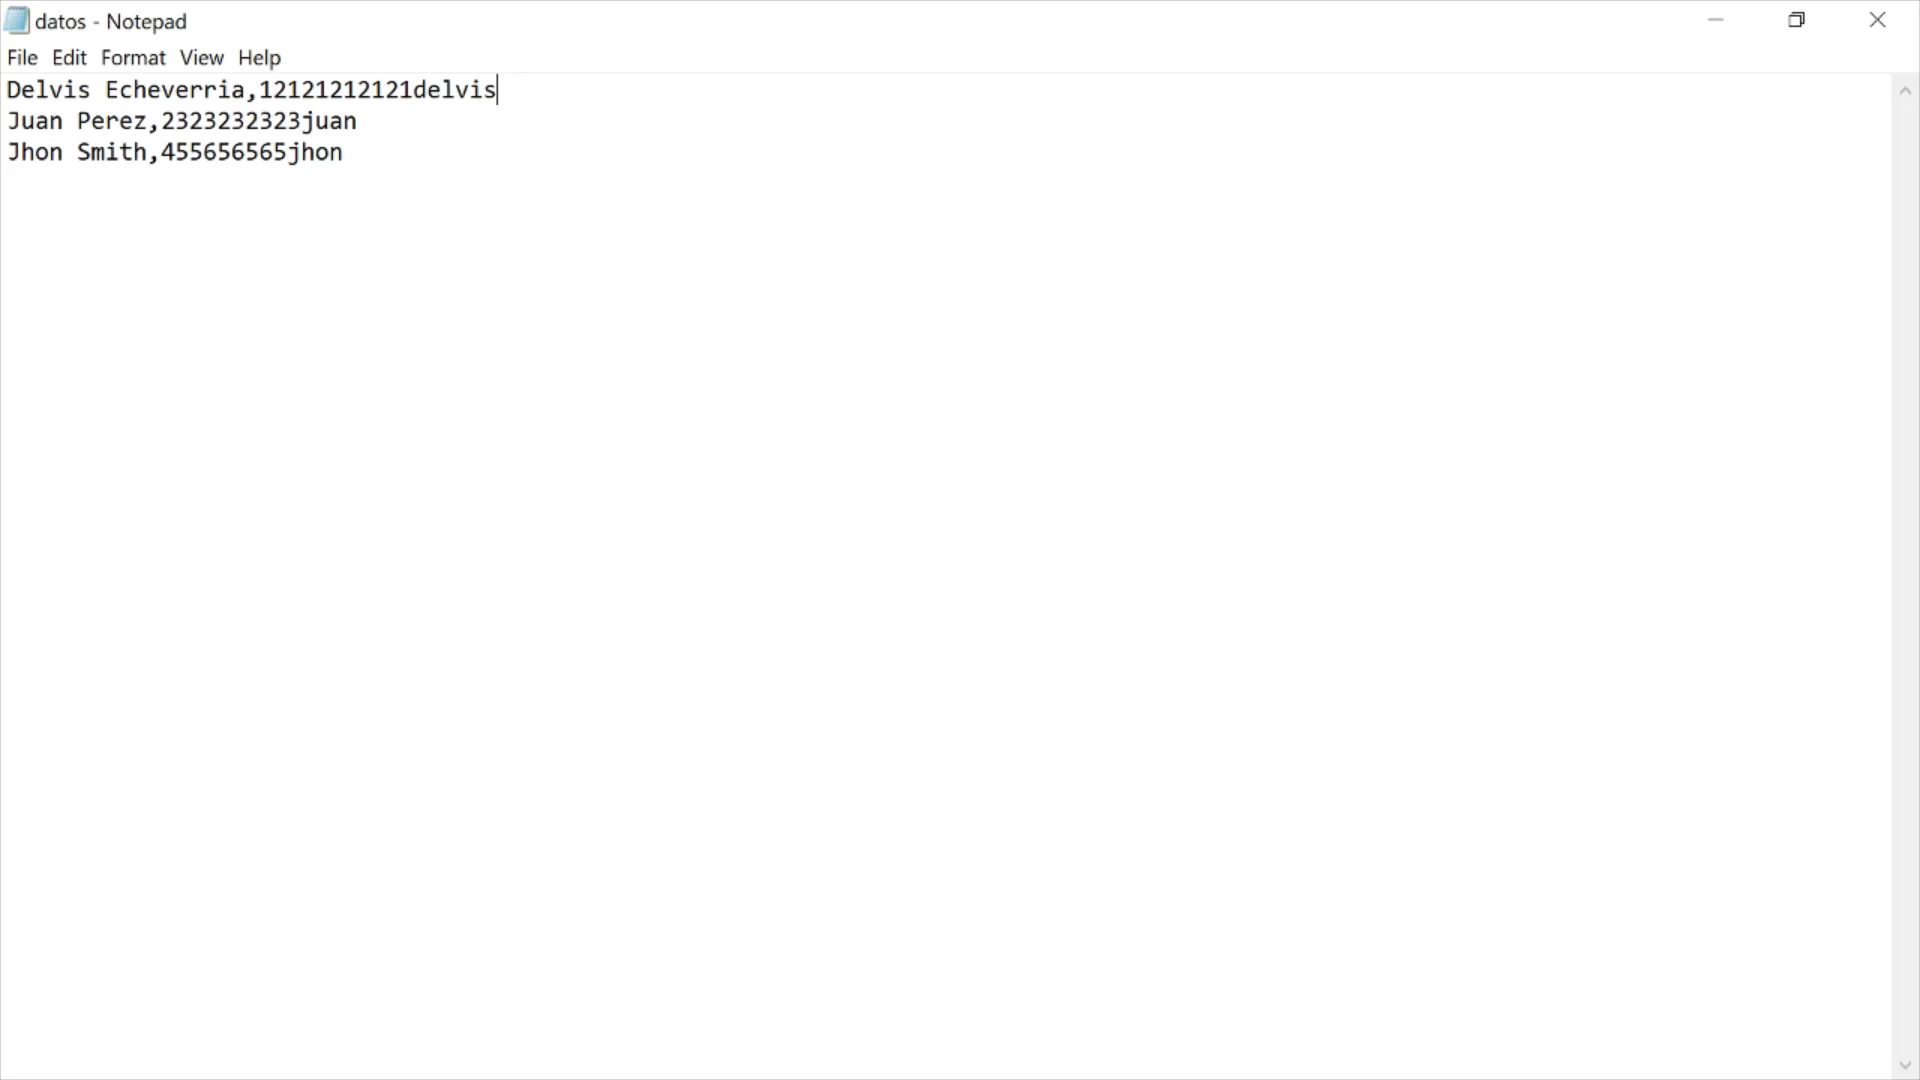 datos - Notepad
File Edit Format View Help
Delvis Echeverria,12121212121delvis
Juan Perez,2323232323juan
Jhon Smith,455656565jhon